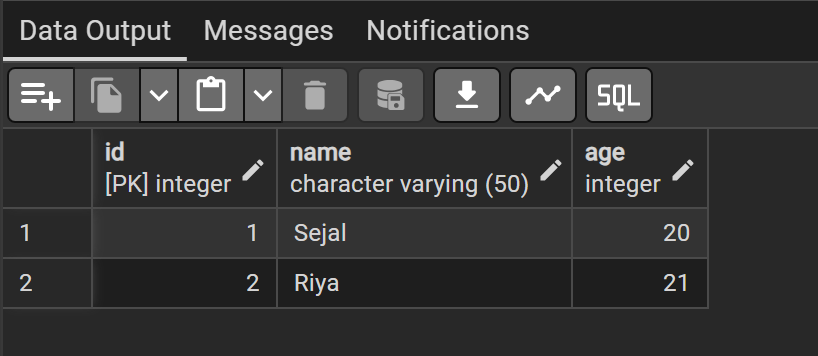 Data Output Messages Notifications
SQL
id name age
[PK] integer character varying (50) integer
1 1 Sejal 20
2 2 Riya 21